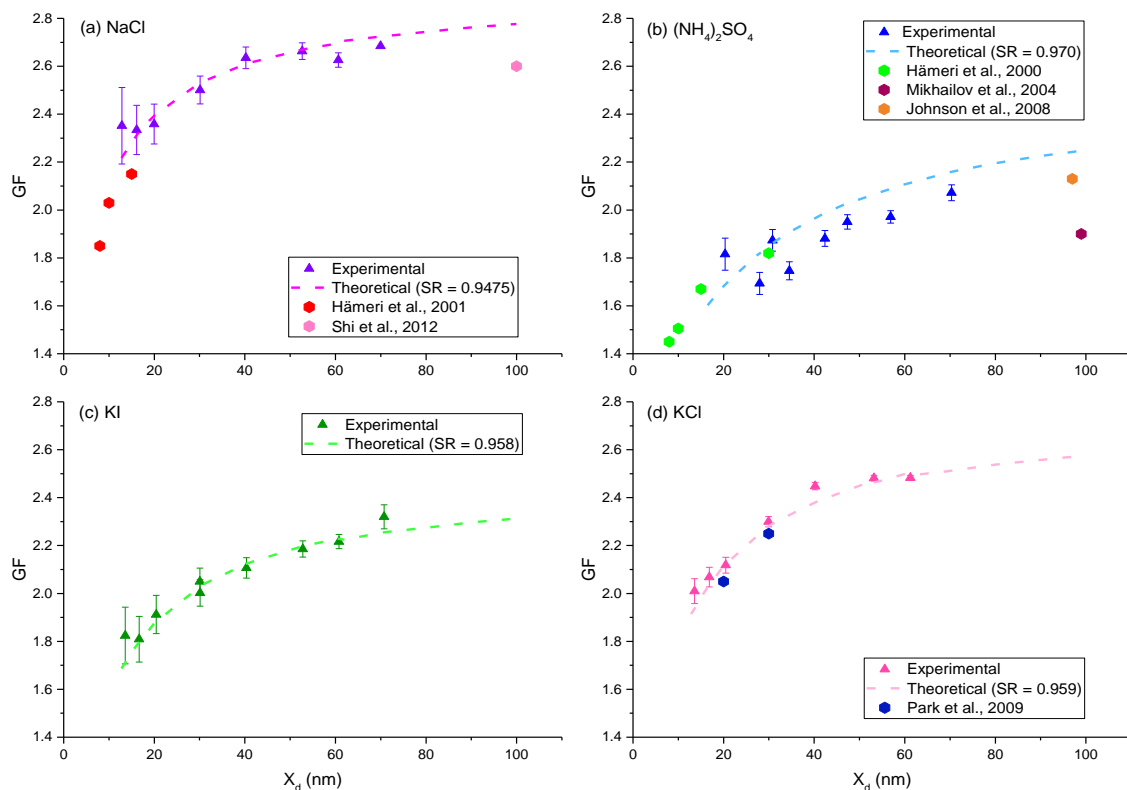 (a) NaCl
GF
2.8
2.6
2.4
2.2
2.0
1.8
1.6
1.4
0 20 40 60 80 100
Experimental
Theoretical (SR = 0.9475)
Hämeri et al., 2001
Shi et al., 2012
(b) (NH₄)₂SO₄
GF
2.8
2.6
2.4
2.2
2.0
1.8
1.6
1.4
0 20 40 60 80 100
Experimental
Theoretical (SR = 0.970)
Hämeri et al., 2000
Mikhailov et al., 2004
Johnson et al., 2008
(c) KI
GF
2.8
2.6
2.4
2.2
2.0
1.8
1.6
1.4
0 20 40 60 80 100
X_d (nm)
Experimental
Theoretical (SR = 0.958)
(d) KCl
GF
2.8
2.6
2.4
2.2
2.0
1.8
1.6
1.4
0 20 40 60 80 100
X_d (nm)
Experimental
Theoretical (SR = 0.959)
Park et al., 2009